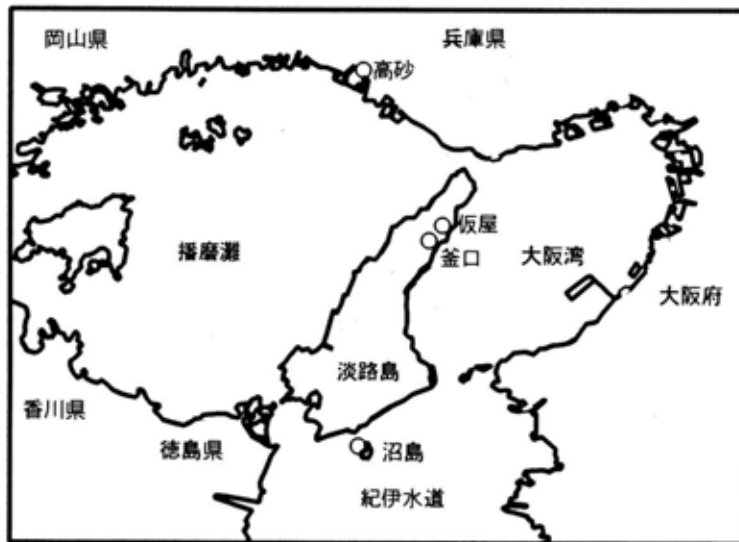 岡山県
兵庫県
高砂
仮屋
釜口
播磨灘
大阪湾
大阪府
淡路島
香川県
徳島県
沼島
紀伊水道